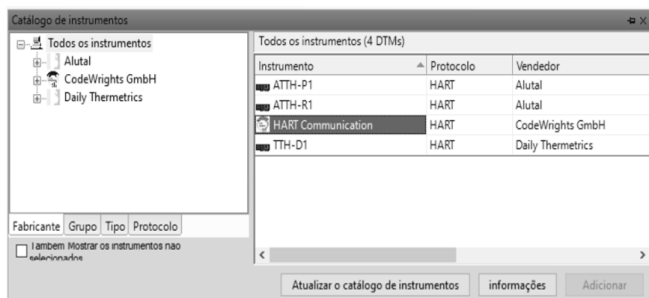 Catálogo de instrumentos
Todos os instrumentos
Alutal
CodeWrights GmbH
Daily Thermetrics
Fabricante Grupo Tipo Protocolo
Tambem Mostrar os instrumentos nao
selecionados
Todos os instrumentos (4 DTMs)
Instrumento Protocolo Vendedor
ATTH-P1 HART Alutal
ATTH-R1 HART Alutal
HART Communication HART CodeWrights GmbH
TTH-D1 HART Daily Thermetrics
Atualizar o catálogo de instrumentos informações Adicionar